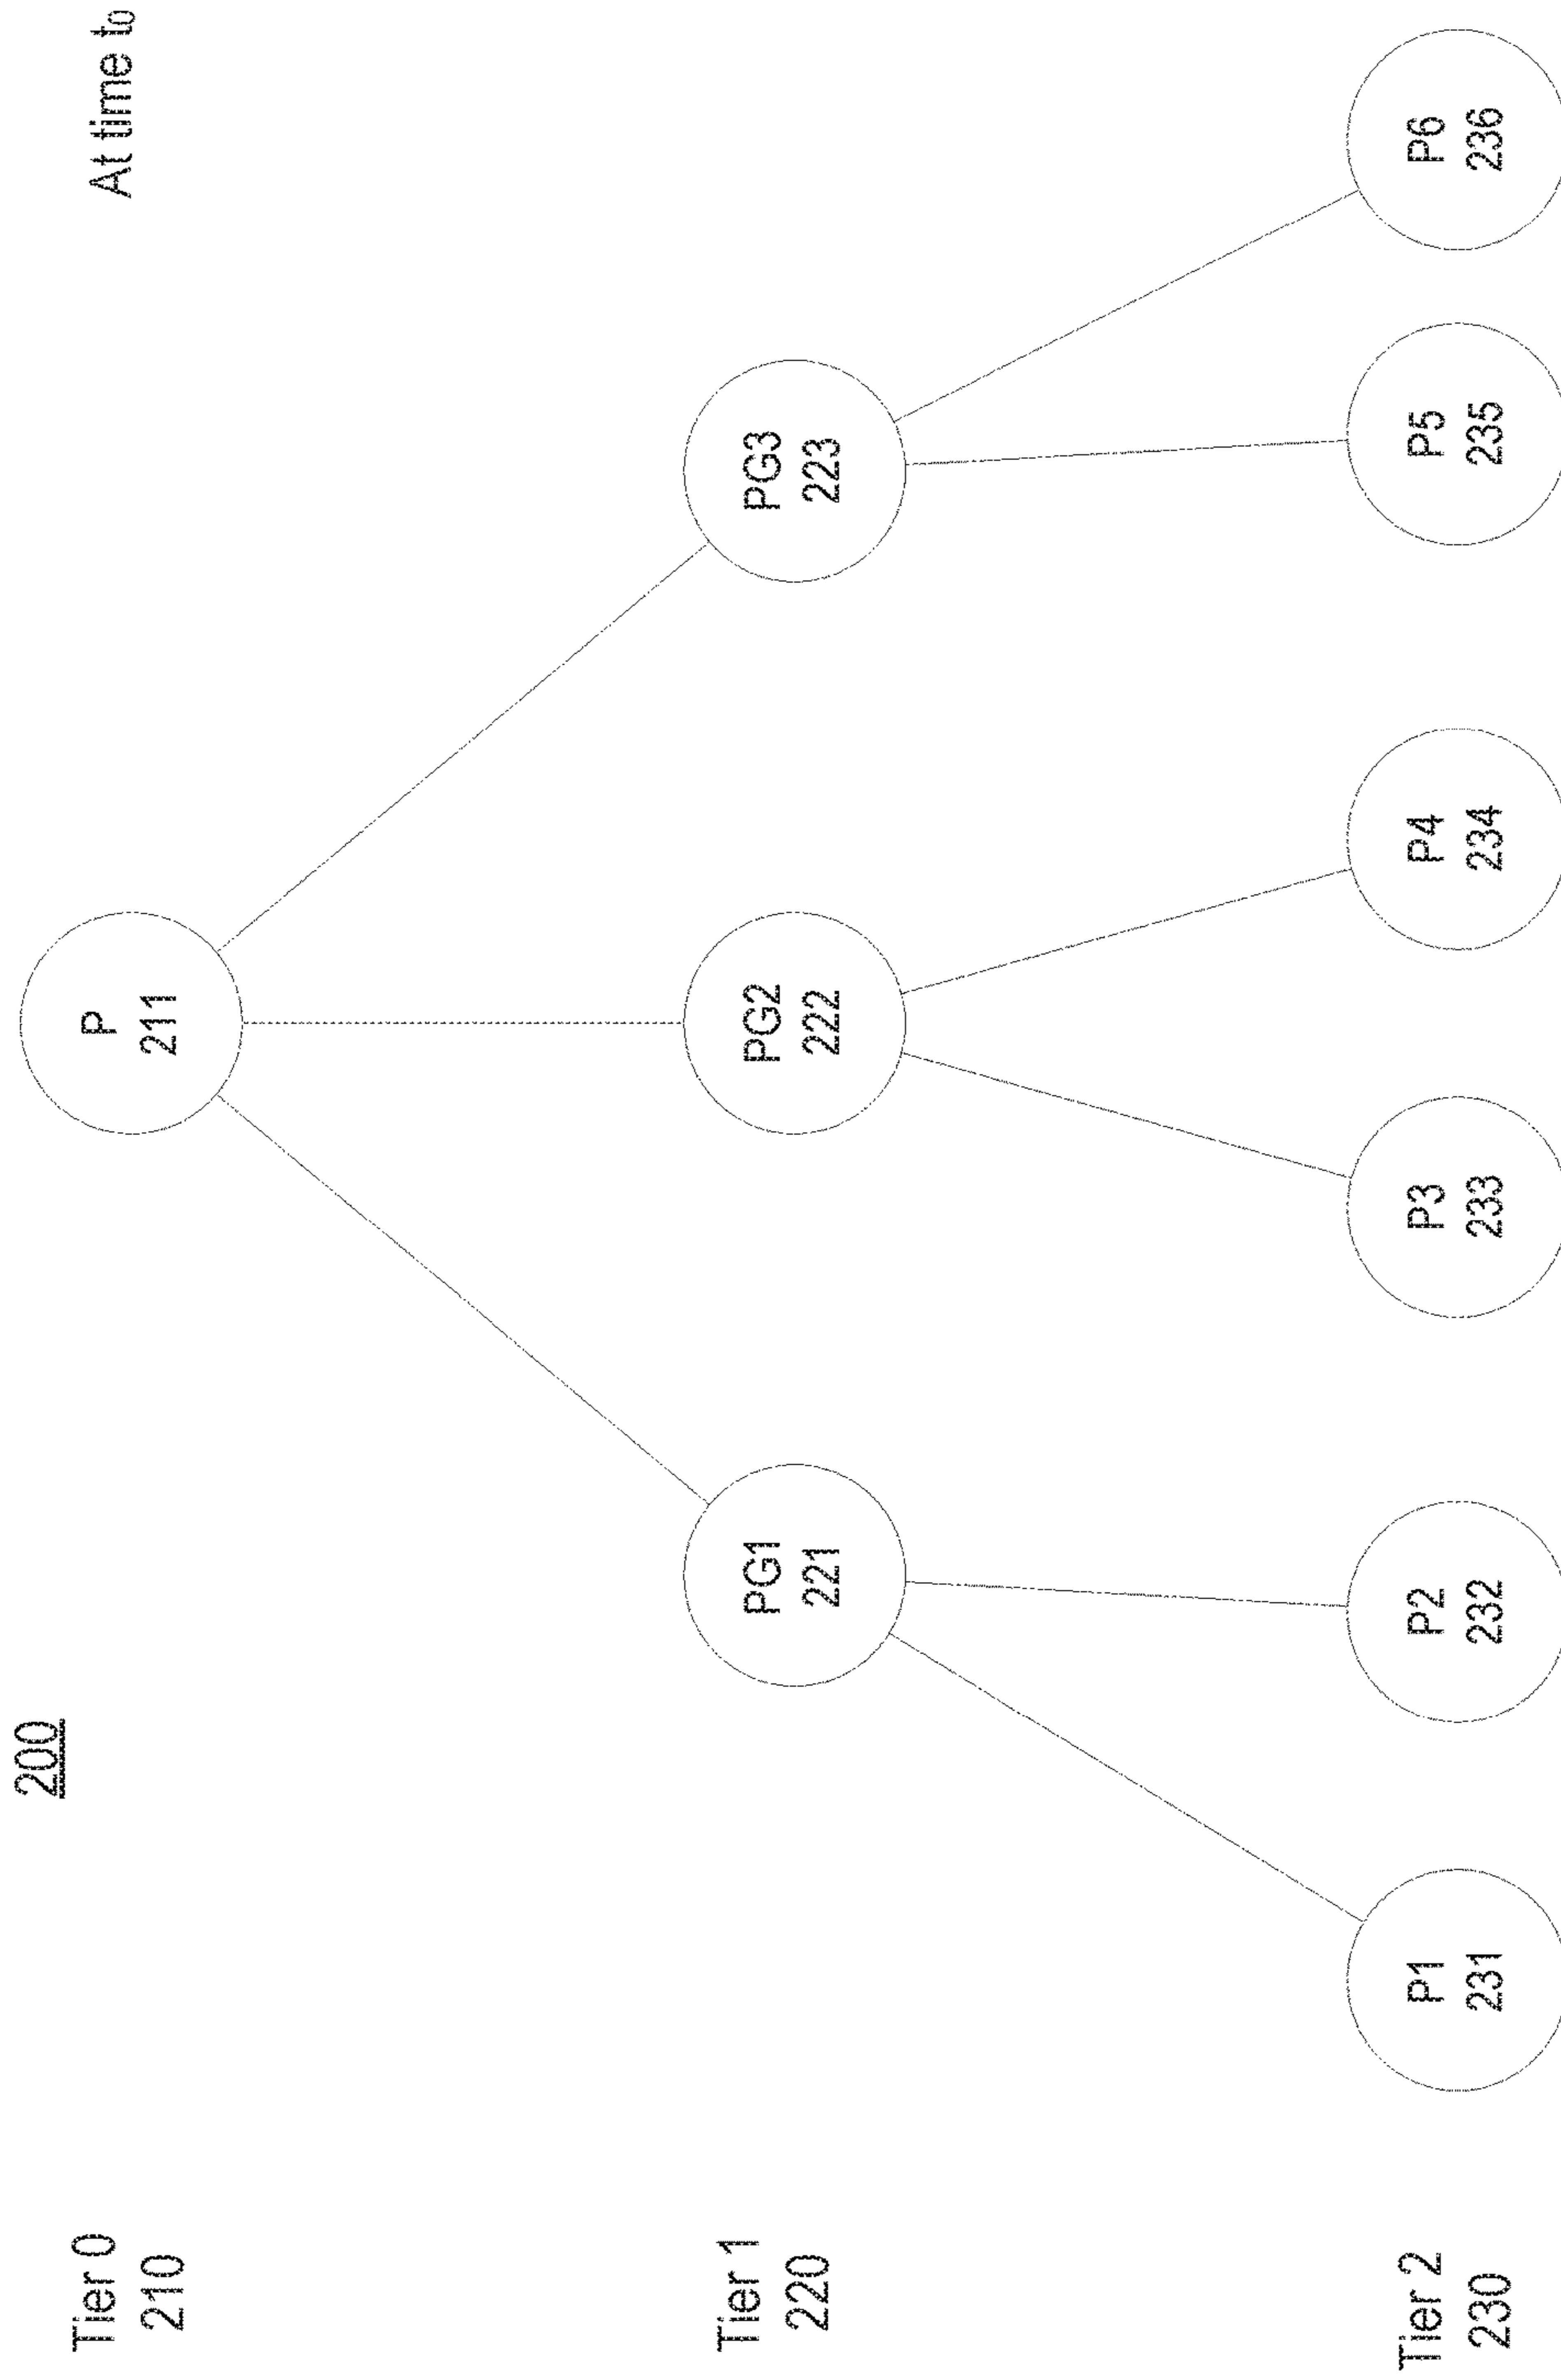 200
At time t0
Tier 0
210
P
211
Tier 1
220
PG1
221
PG2
222
PG3
223
Tier 2
230
P1
231
P2
232
P3
233
P4
234
P5
235
P6
236